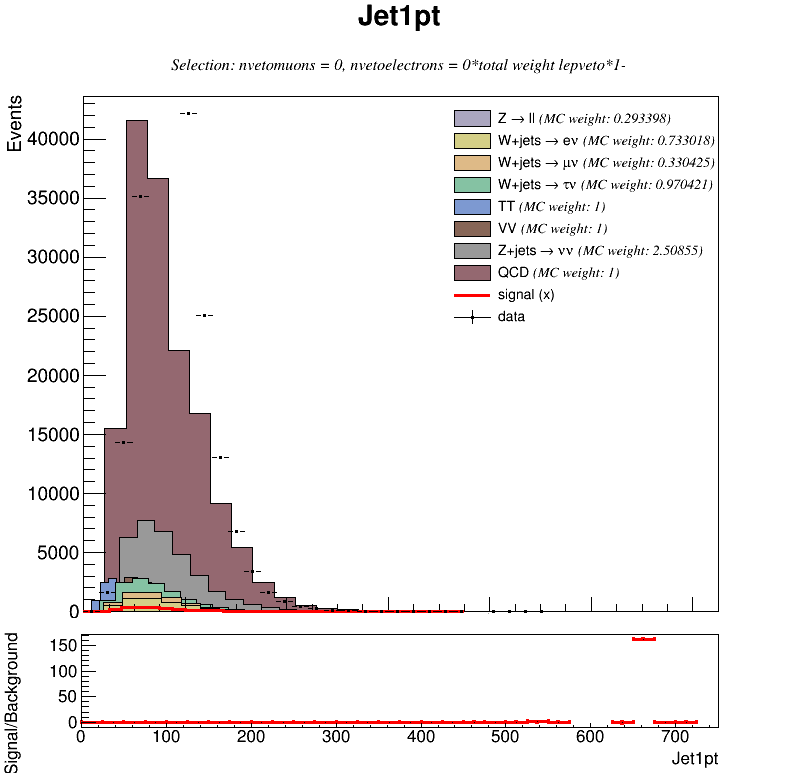 Jet1pt
Selection: nvetomuons = 0, nvetoelectrons = 0*total weight lepveto*1-
Events
40000
35000
30000
25000
20000
15000
10000
5000
0
Z → ll (MC weight: 0.293398)
W+jets → eν (MC weight: 0.733018)
W+jets → μν (MC weight: 0.330425)
W+jets → τν (MC weight: 0.970421)
TT (MC weight: 1)
VV (MC weight: 1)
Z+jets → νν (MC weight: 2.50855)
QCD (MC weight: 1)
signal (x)
data
Signal/Background
150
100
50
0
0 100 200 300 400 500 600 700
Jet1pt